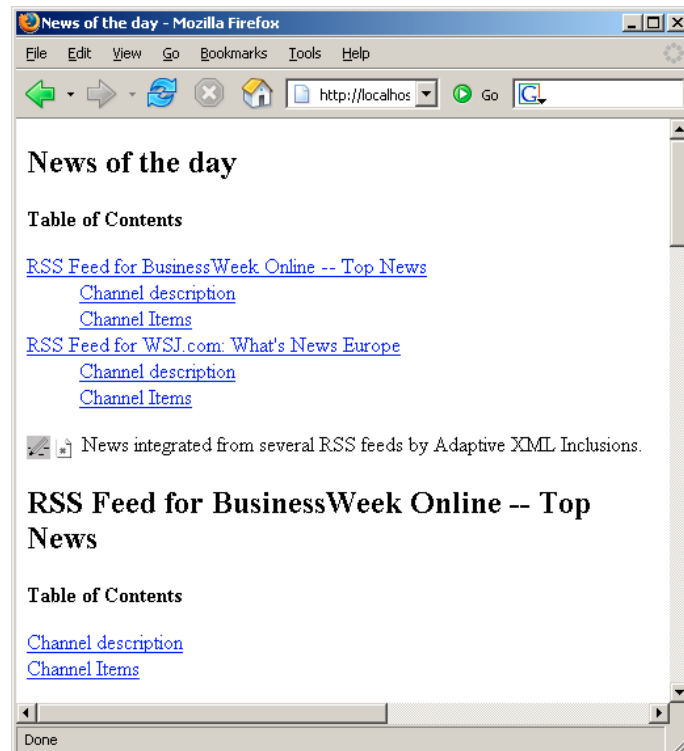 News of the day - Mozilla Firefox
File Edit View Go Bookmarks Tools Help
http://localhos Go G
News of the day
Table of Contents
RSS Feed for BusinessWeek Online -- Top News
Channel description
Channel Items
RSS Feed for WSJ.com: What's News Europe
Channel description
Channel Items
News integrated from several RSS feeds by Adaptive XML Inclusions.
RSS Feed for BusinessWeek Online -- Top
News
Table of Contents
Channel description
Channel Items
Done